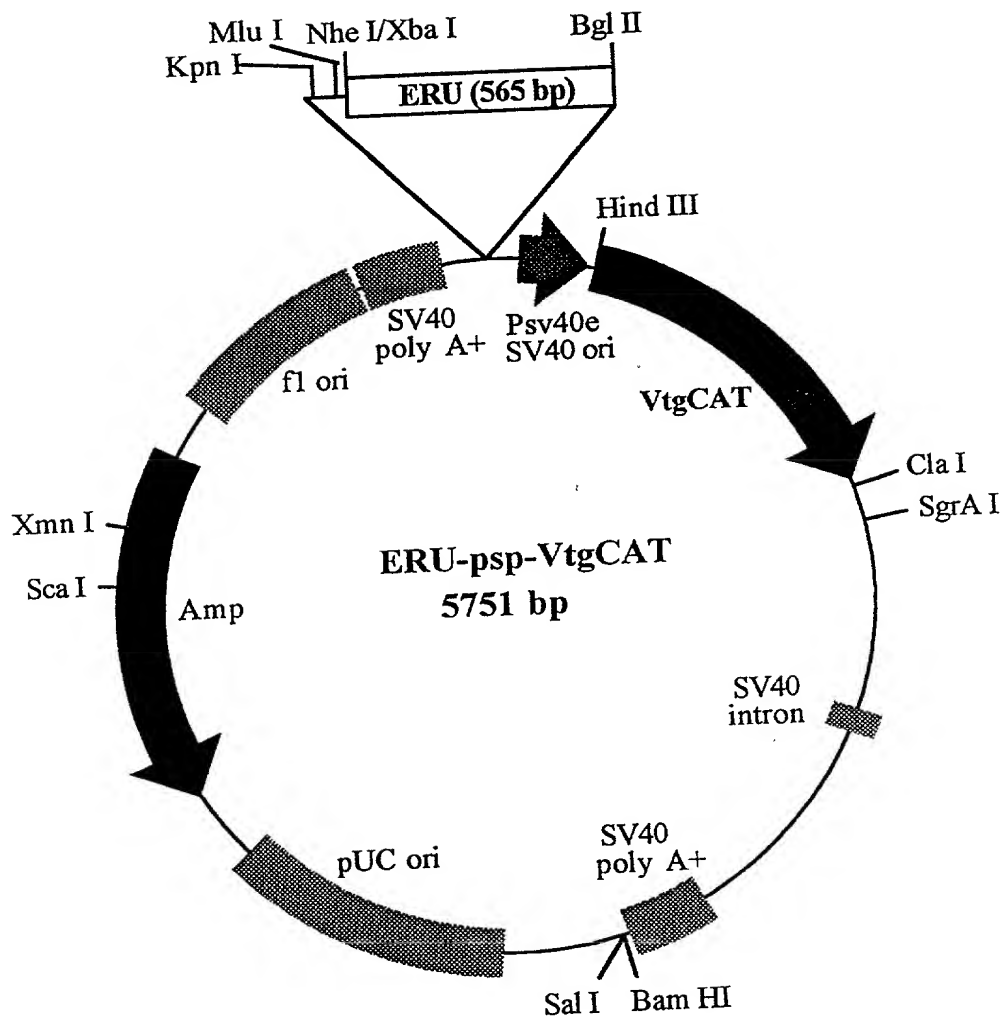 Mlu I
Nhe I/Xba I
Bgl II
Kpn I
ERU (565 bp)
Hind III
SV40
poly A+
Psv40e
SV40 ori
f1 ori
VtgCAT
Cla I
SgrA I
Xmn I
Sca I
Amp
ERU-psp-VtgCAT
5751 bp
SV40
intron
SV40
poly A+
pUC ori
Sal I
Bam HI